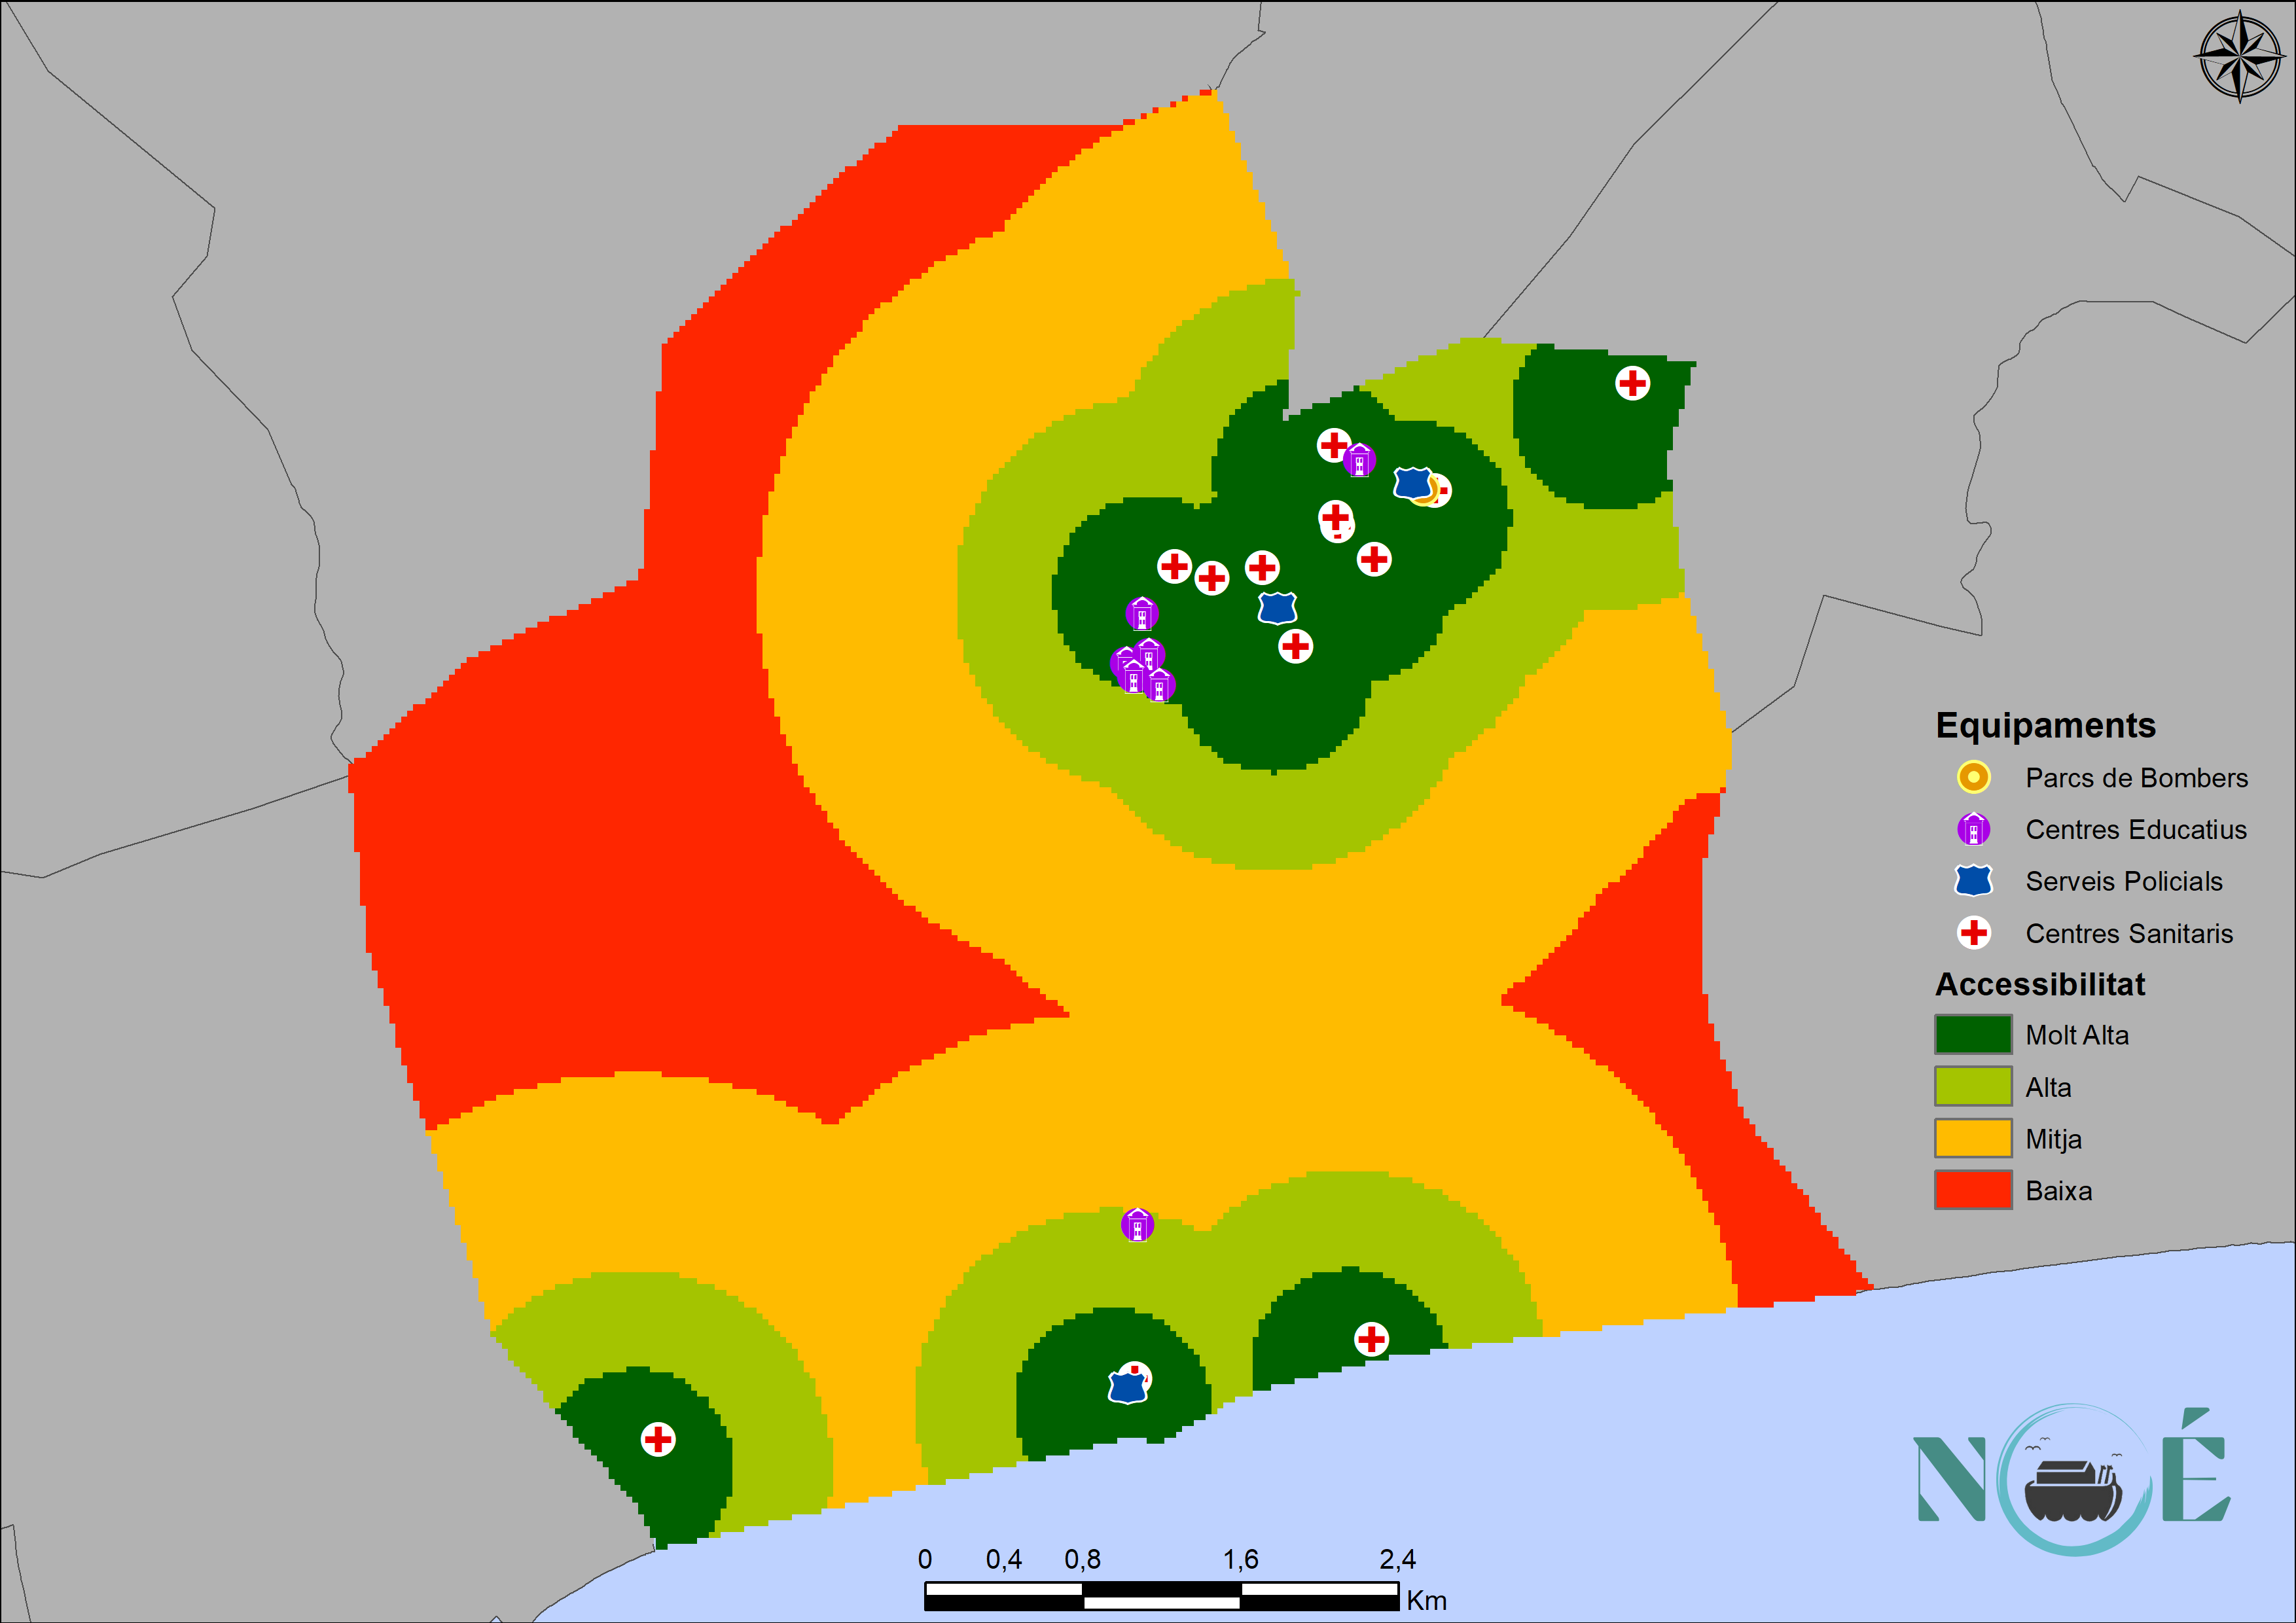 Equipaments
Parcs de Bombers
Centres Educatius
Serveis Policials
Centres Sanitaris
Accessibilitat
Molt Alta
Alta
Mitja
Baixa
NOÉ
0 0,4 0,8 1,6 2,4
Km